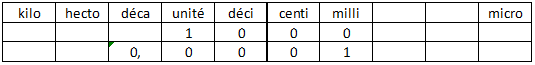 kilo hecto déca unité déci centi milli micro
1 0 0 0
0, 0 0 0 1